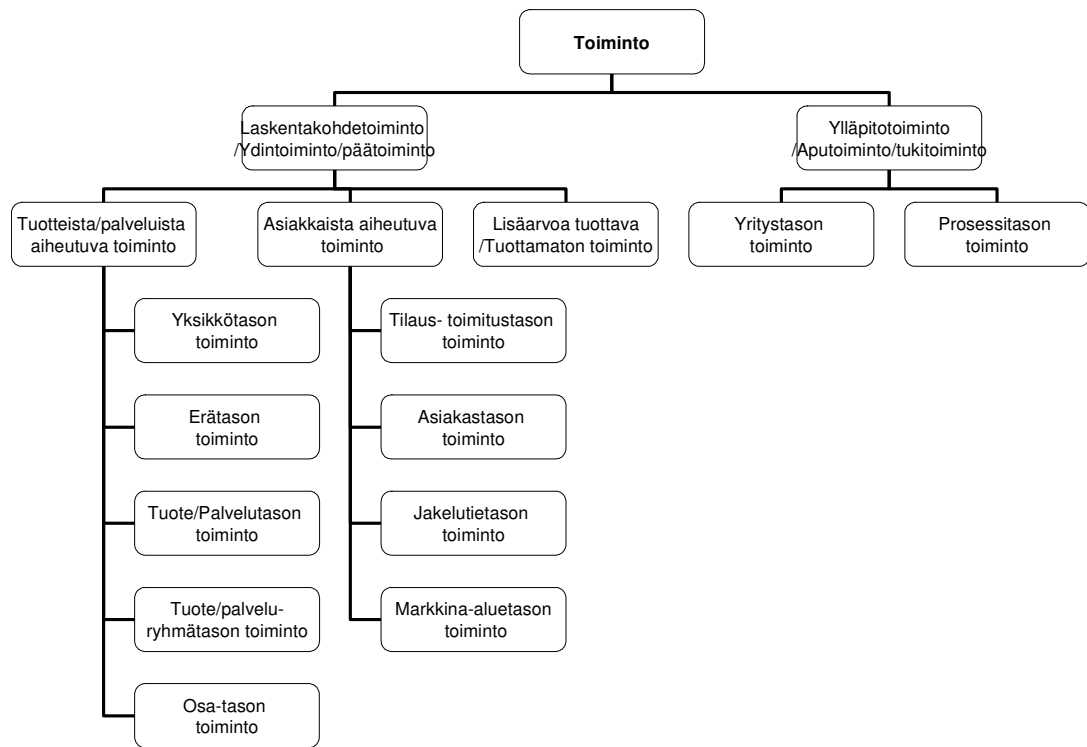 Toiminto
Laskentakohdetoiminto
/Ydintoiminto/päätoiminto
Ylläpitotoiminto
/Aputoiminto/tukitoiminto
Tuotteista/palveluista
aiheutuva toiminto
Asiakkaista aiheutuva
toiminto
Lisäarvoa tuottava
/Tuottamaton toiminto
Yritystason
toiminto
Prosessitason
toiminto
Yksikkötason
toiminto
Tilaus- toimitustason
toiminto
Erätason
toiminto
Asiakastason
toiminto
Tuote/Palvelutason
toiminto
Jakelutietason
toiminto
Tuote/palvelu-
ryhmätason toiminto
Markkina-aluetason
toiminto
Osa-tason
toiminto